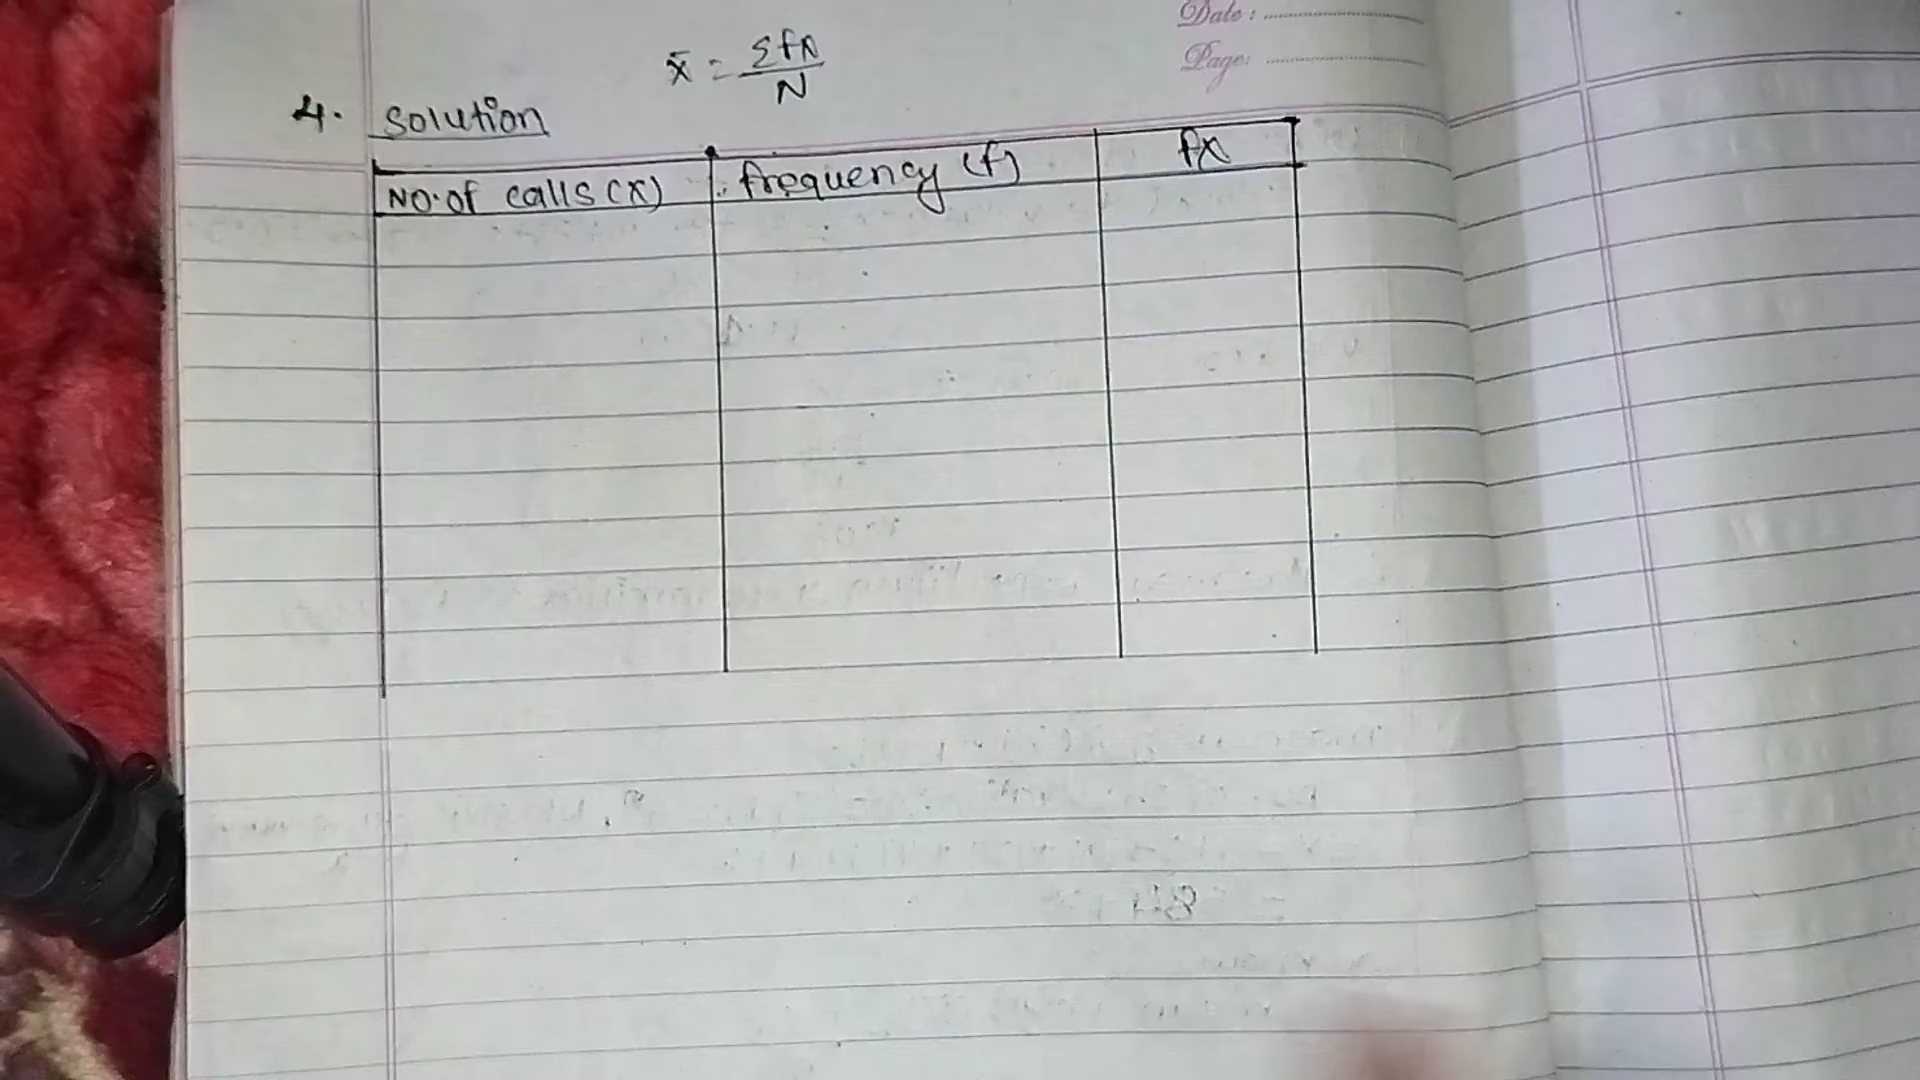 Date :
Page:
x̄ = Σfx
N
4. Solution
No. of calls (x) frequency (f) fx